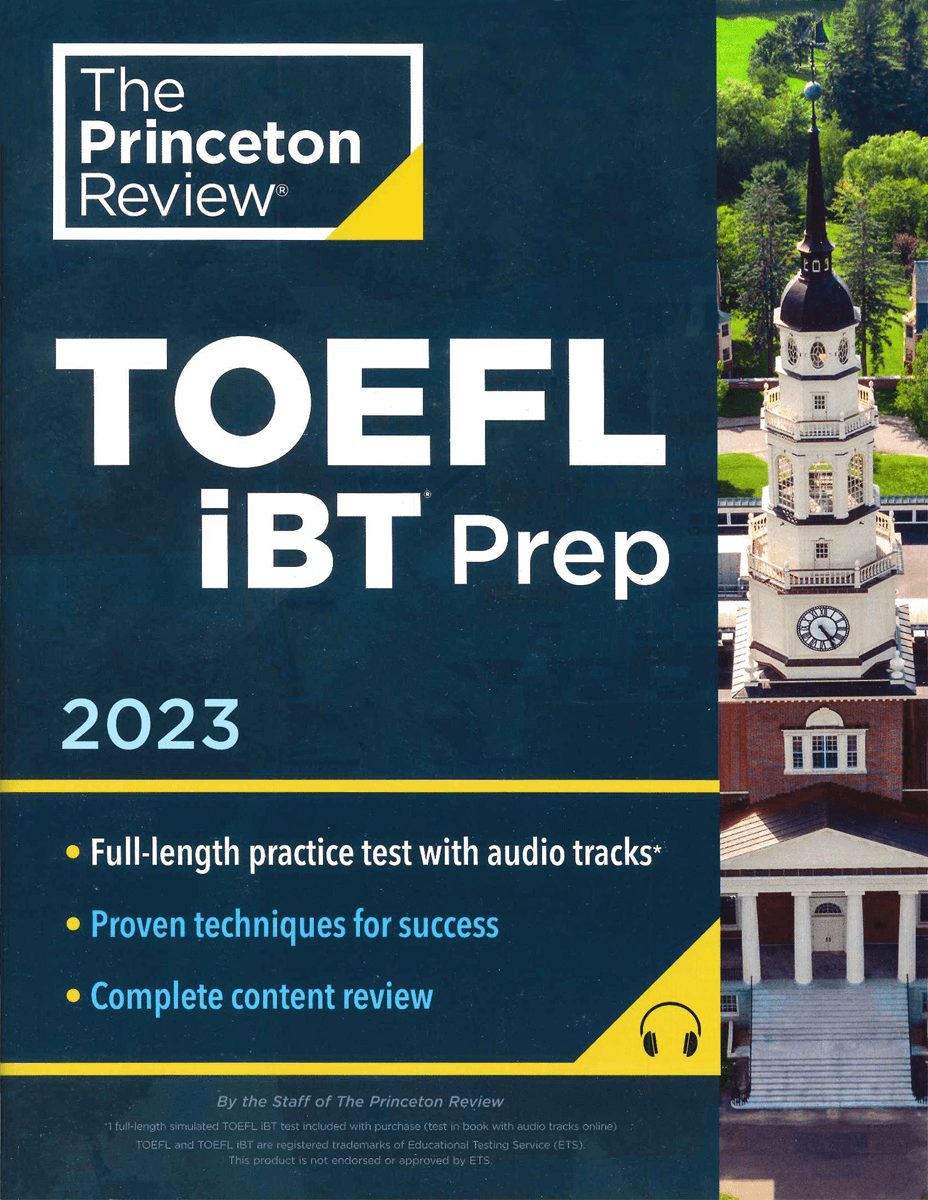 The
Princeton
Review®
TOEFL
iBT® Prep
2023
• Full-length practice test with audio tracks*
• Proven techniques for success
• Complete content review
By the Staff of The Princeton Review
*1 full-length simulated TOEFL iBT test included with purchase (test in book with audio tracks online)
TOEFL and TOEFL iBT are registered trademarks of Educational Testing Service (ETS).
This product is not endorsed or approved by ETS.